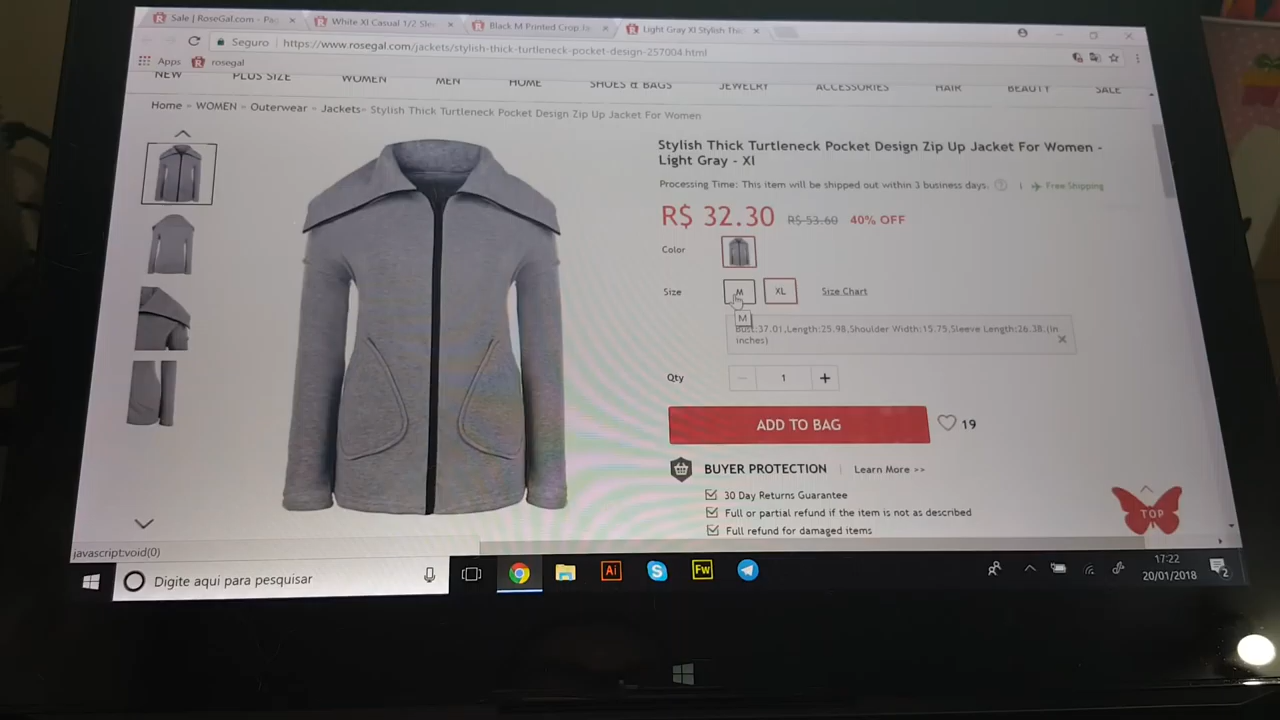 Sale | RoseGal.com - Pa
White Xl Casual 1/2 Sle
Black M Printed Crop Te
Light Gray Xl Stylish Thi
Seguro
https://www.rosegal.com/jackets/stylish-thick-turtleneck-pocket-design-257004.html
Apps
rosegal
NEW
PLUS SIZE
WOMEN
MEN
HOME
SHOES & BAGS
JEWELRY
ACCESSORIES
HAIR
BEAUTY
SALE
Home » WOMEN » Outerwear » Jackets» Stylish Thick Turtleneck Pocket Design Zip Up Jacket For Women
Stylish Thick Turtleneck Pocket Design Zip Up Jacket For Women -
Light Gray - Xl
Processing Time: This item will be shipped out within 3 business days. ? | Free Shipping
R$ 32.30 R$ 53.60 40% OFF
Color
Size M XL Size Chart
M
Bust:37.01,Length:25.98,Shoulder Width:15.75,Sleeve Length:26.38.(in
inches)
Qty - 1 +
ADD TO BAG 19
BUYER PROTECTION | Learn More >>
30 Day Returns Guarantee
Full or partial refund if the item is not as described
Full refund for damaged items
TOP
javascript:void(0)
Digite aqui para pesquisar
Ai
Fw
17:22
20/01/2018
2